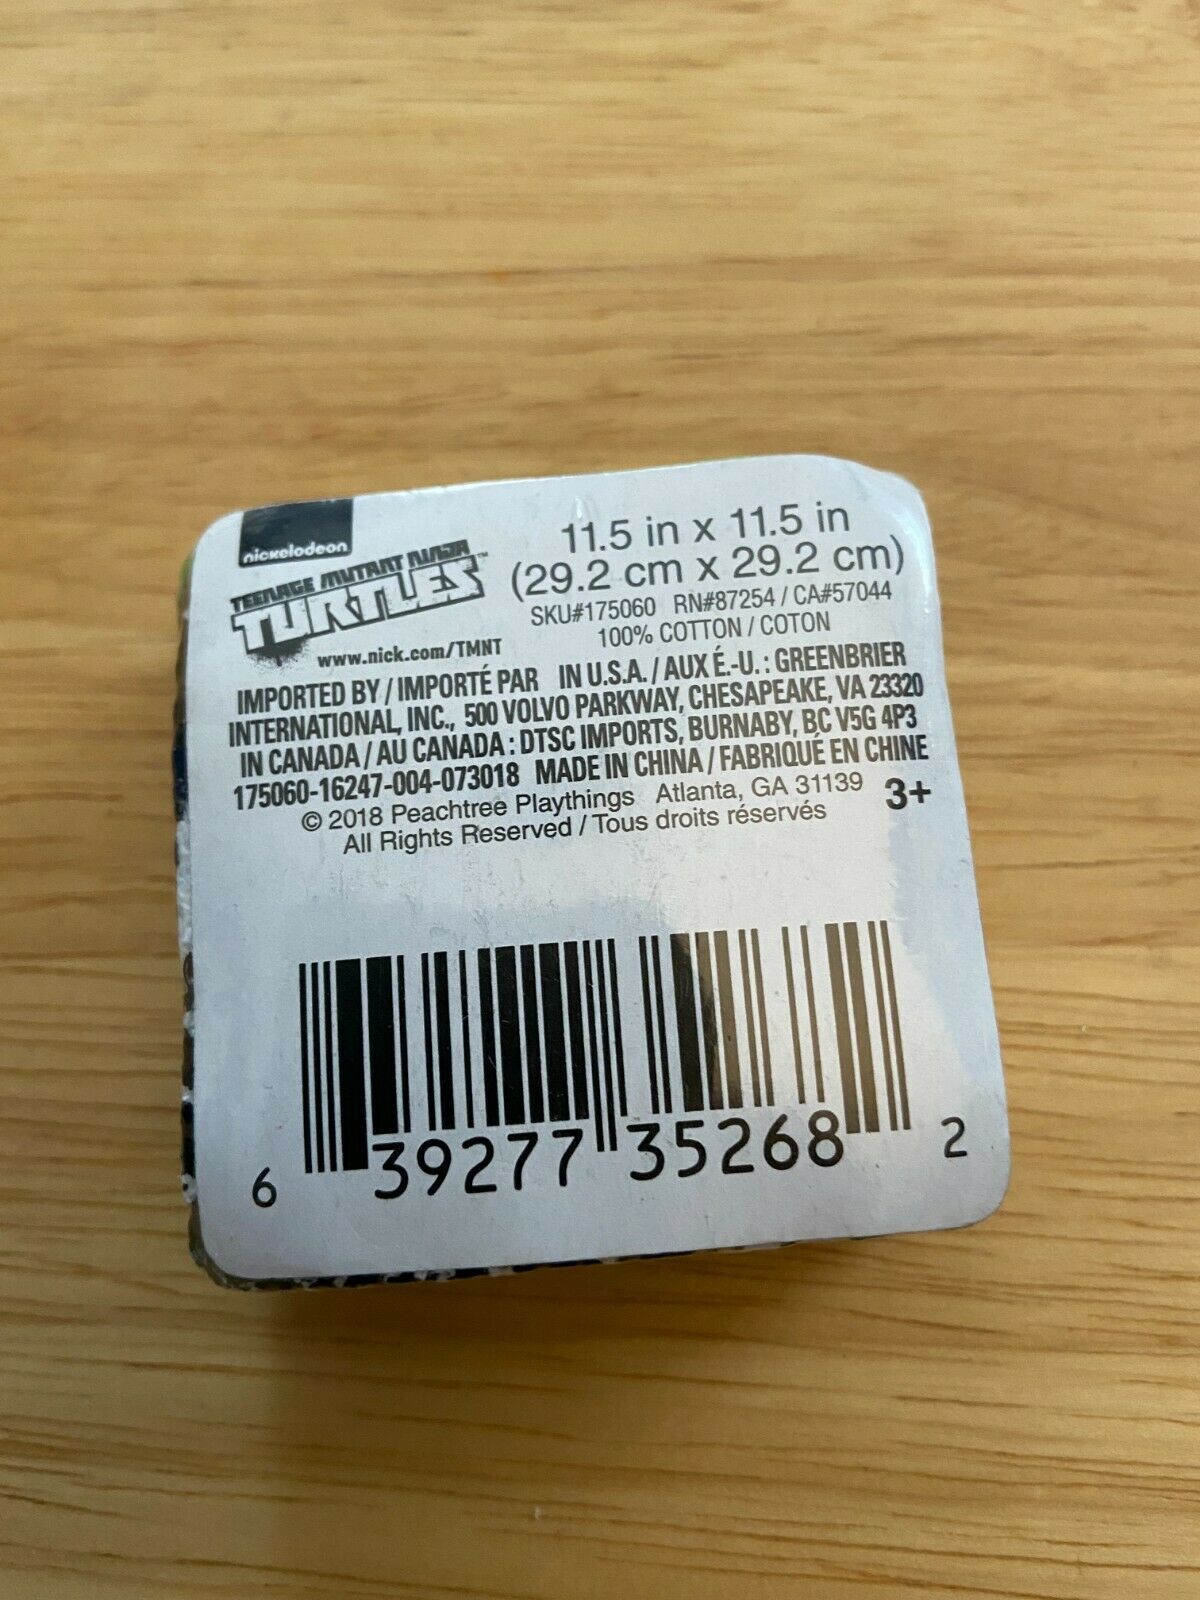 nickelodeon
TEENAGE MUTANT NINJA
TURTLES™
www.nick.com/TMNT
11.5 in x 11.5 in
(29.2 cm x 29.2 cm)
SKU#175060 RN#87254 / CA#57044
100% COTTON / COTON
IMPORTED BY / IMPORTÉ PAR IN U.S.A. / AUX É.-U. : GREENBRIER
INTERNATIONAL, INC., 500 VOLVO PARKWAY, CHESAPEAKE, VA 23320
IN CANADA / AU CANADA : DTSC IMPORTS, BURNABY, BC V5G 4P3
175060-16247-004-073018 MADE IN CHINA / FABRIQUÉ EN CHINE
© 2018 Peachtree Playthings Atlanta, GA 31139 3+
All Rights Reserved / Tous droits réservés
6 39277 35268 2